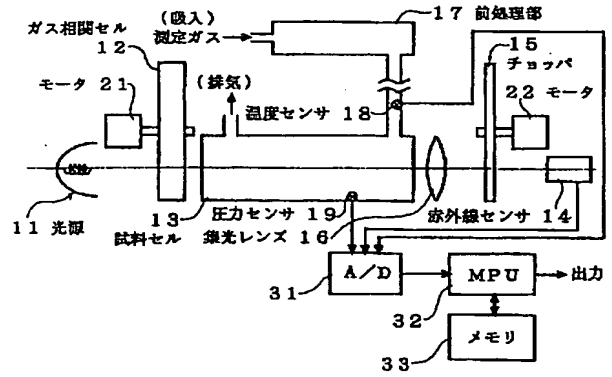 (吸入)
測定ガス
17 前処理部
ガス相関セル
12
15
チョッパ
モータ 21
(排気)
温度センサ
18
22 モータ
11 光源
13
試料セル
圧力センサ
19
集光レンズ 16
赤外線センサ
14
31
A/D
MPU
出力
32
メモリ
33